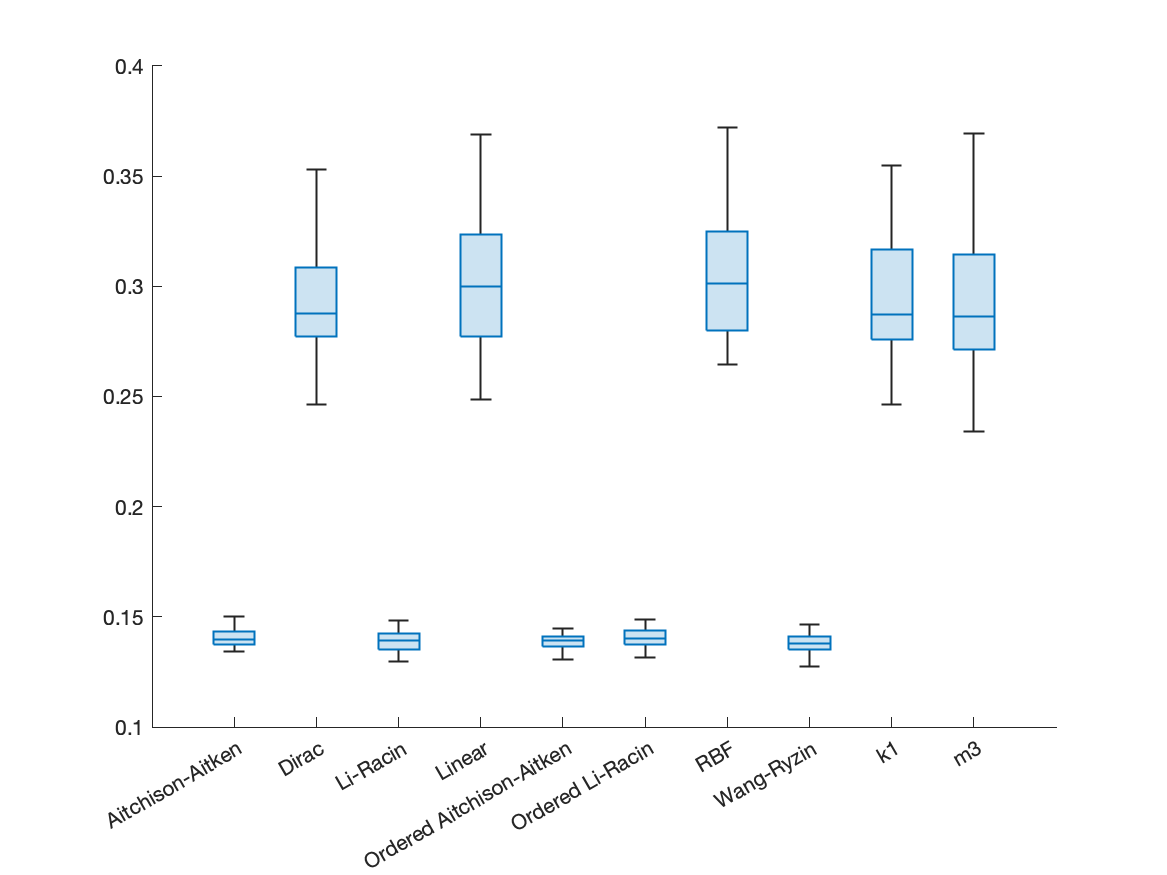 0.4
0.35
0.3
0.25
0.2
0.15
0.1
Aitchison-Aitken
Dirac
Li-Racin
Linear
Ordered Aitchison-Aitken
Ordered Li-Racin
RBF
Wang-Ryzin
k1
m3